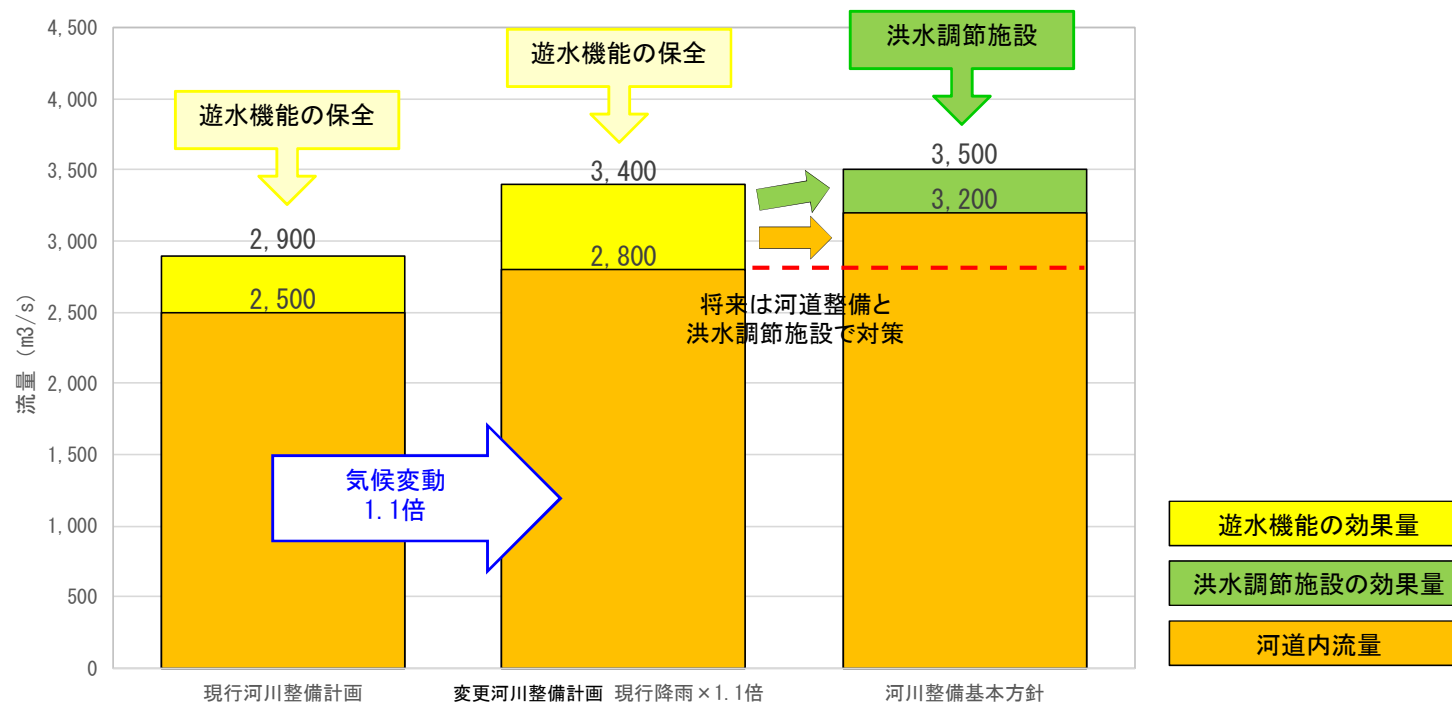 洪水調節施設
遊水機能の保全
遊水機能の保全
4,500
4,000
3,500
3,000
2,500
2,000
1,500
1,000
500
0
流量 (m3/s)
2,900
2,500
3,400
2,800
3,500
3,200
将来は河道整備と
洪水調節施設で対策
気候変動
1.1倍
遊水機能の効果量
洪水調節施設の効果量
河道内流量
現行河川整備計画
変更河川整備計画 現行降雨×1.1倍
河川整備基本方針